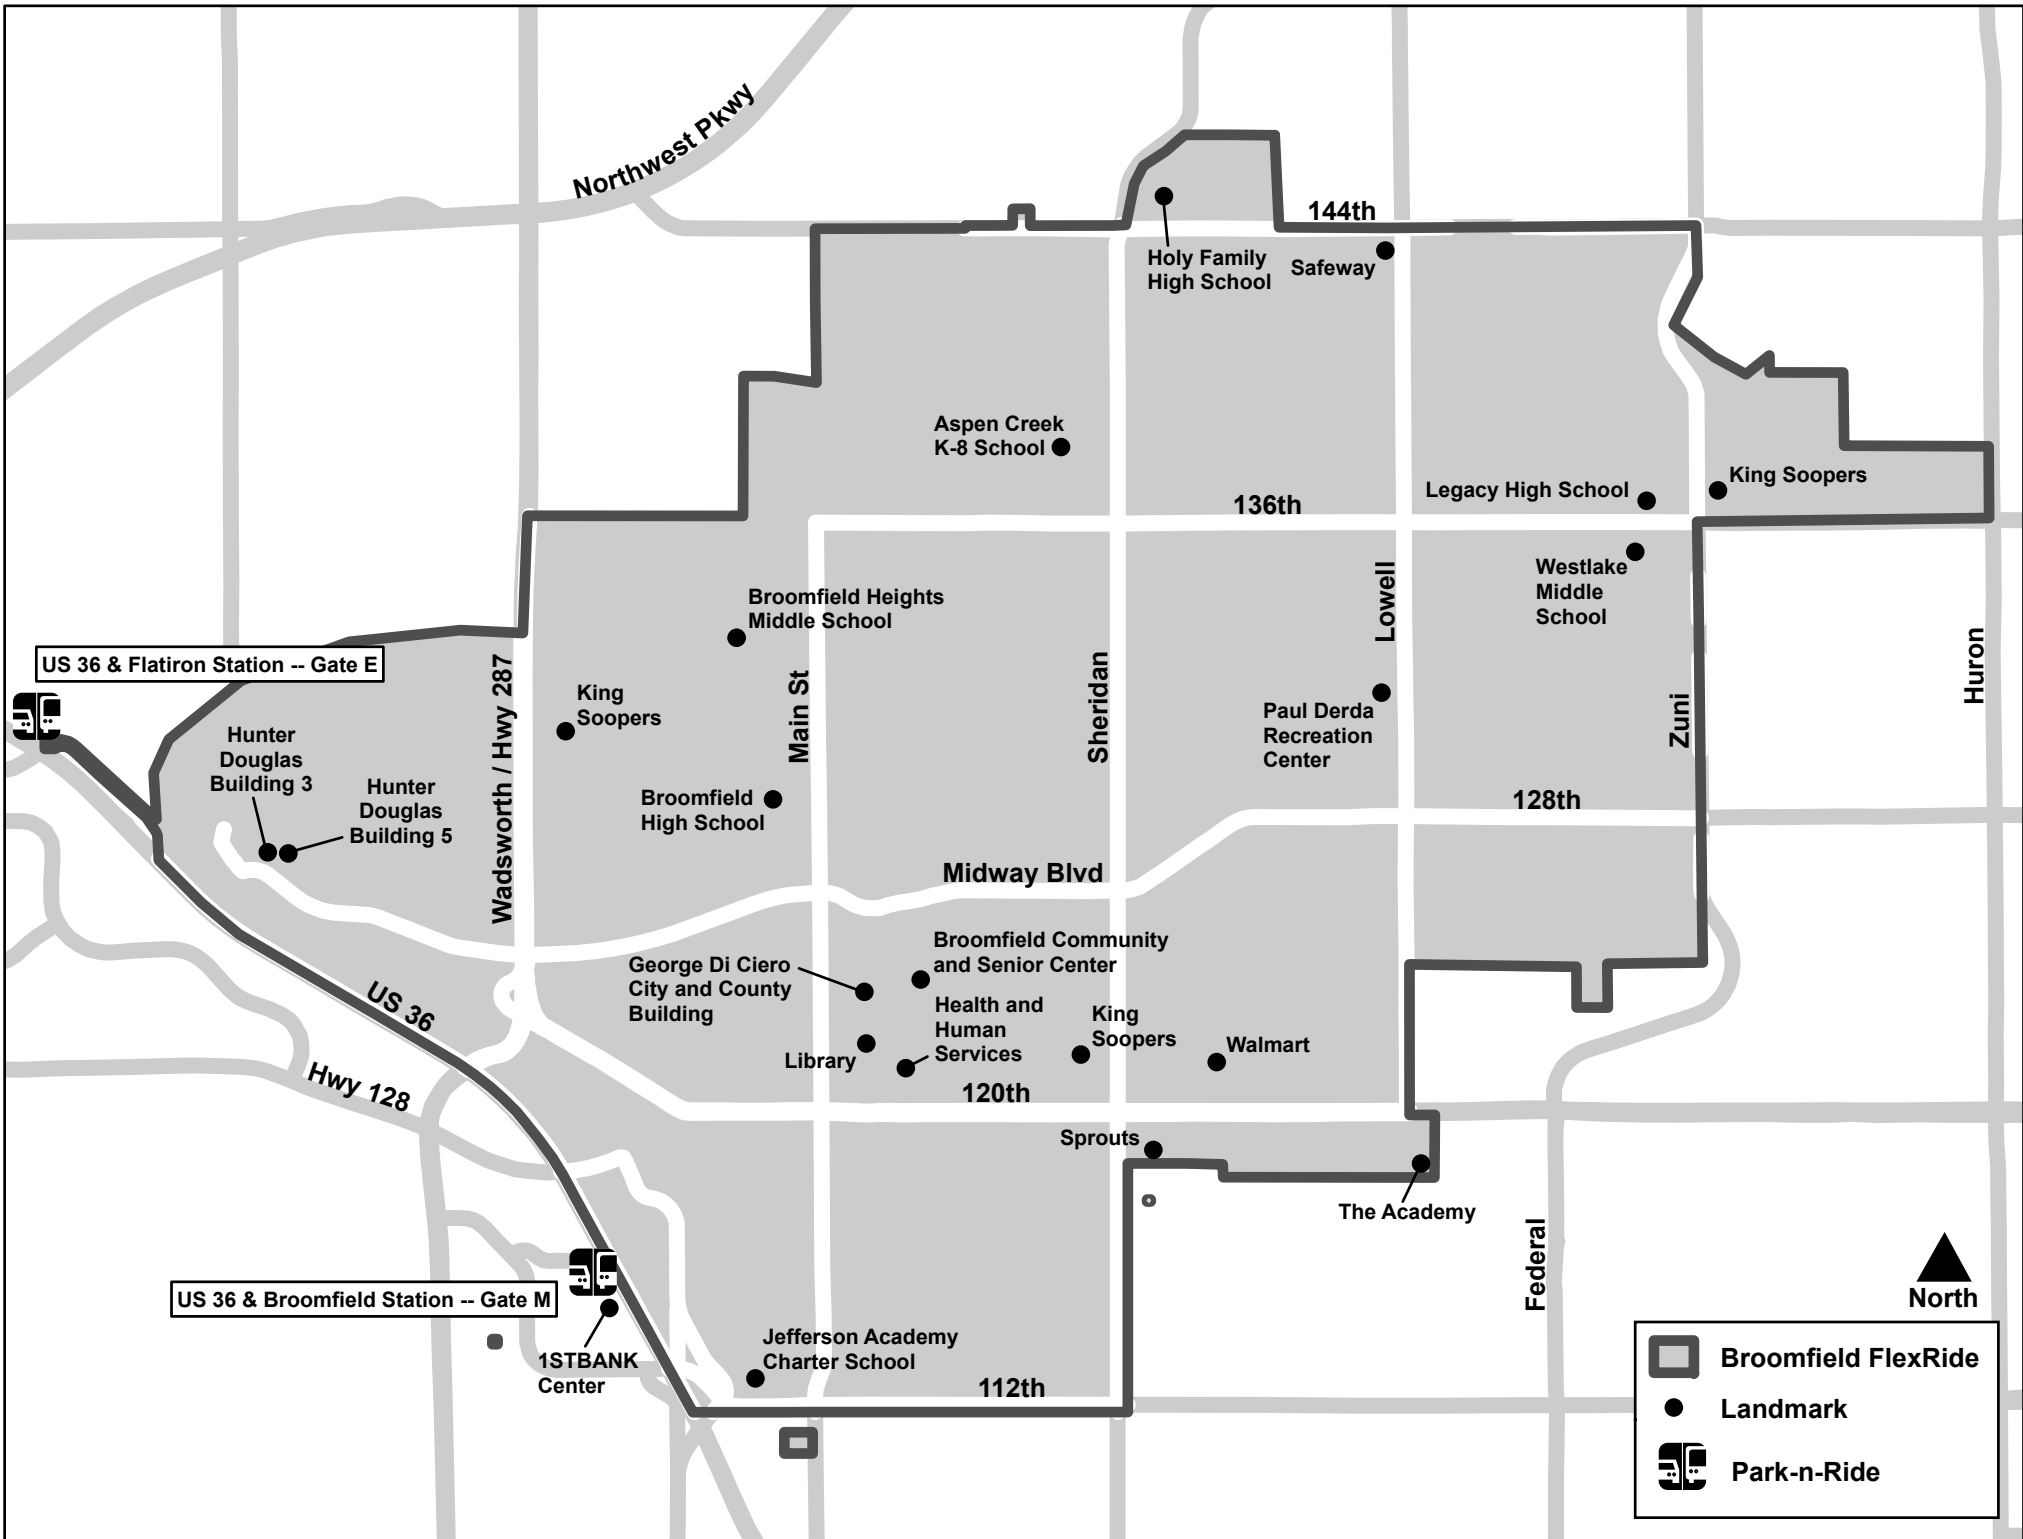 Northwest Pkwy
144th
Holy Family
High School
Safeway
Aspen Creek
K-8 School
136th
Legacy High School
King Soopers
Westlake
Middle
School
Broomfield Heights
Middle School
Lowell
US 36 & Flatiron Station -- Gate E
Wadsworth / Hwy 287
King
Soopers
Main St
Sheridan
Paul Derda
Recreation
Center
Zuni
Huron
Hunter
Douglas
Building 3
Hunter
Douglas
Building 5
Broomfield
High School
128th
Midway Blvd
George Di Ciero
City and County
Building
Broomfield Community
and Senior Center
Health and
Human
Services
King
Soopers
Walmart
Library
US 36
Hwy 128
120th
Sprouts
The Academy
Federal
US 36 & Broomfield Station -- Gate M
1STBANK
Center
Jefferson Academy
Charter School
112th
North
Broomfield FlexRide
Landmark
Park-n-Ride